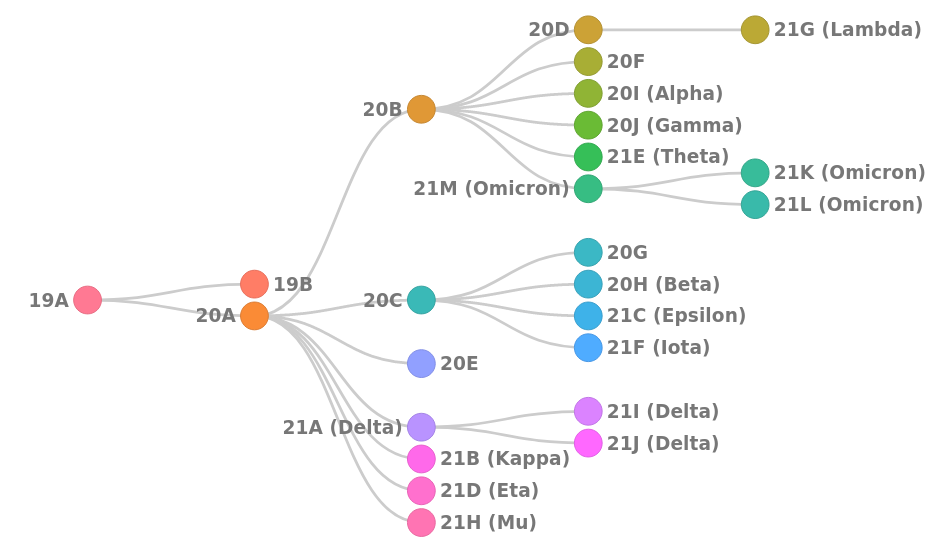 20D
21G (Lambda)
20F
20I (Alpha)
20B
20J (Gamma)
21E (Theta)
21K (Omicron)
21M (Omicron)
21L (Omicron)
20G
19B
20H (Beta)
19A
20C
20A
21C (Epsilon)
21F (Iota)
20E
21I (Delta)
21A (Delta)
21J (Delta)
21B (Kappa)
21D (Eta)
21H (Mu)